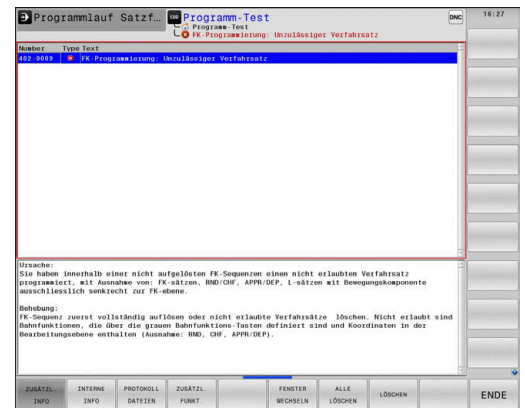 Programmlauf Satzf…
Programm-Test
DNC
16:27
Programm-Test
FK-Programmierung: Unzulässiger Verfahrsatz
Number Type Text
402-0009 FK-Programmierung: Unzulässiger Verfahrsatz
Ursache:
Sie haben innerhalb einer nicht aufgelösten FK-Sequenzen einen nicht erlaubten Verfahrsatz
programmiert, mit Ausnahme von: FK-sätzen, RND/CHF, APPR/
DEP, L-sätzen mit Bewegungskomponente
ausschliesslich senkrecht zur FK-ebene.
Behebung:
FK-Sequenz zuerst vollständig auflösen oder nicht erlaubte Verfahrsätze löschen. Nicht erlaubt sind
Bahnfunktionen, die über die grauen Bahnfunktions-Tasten definiert sind und Koordinaten in der
Bearbeitungsebene enthalten (Ausnahme: RND, CHF, APPR/DEP).
ZUSÄTZL. INFO
INTERNE INFO
PROTOKOLL DATEIEN
ZUSÄTZL. FUNKT.
FENSTER WECHSELN
ALLE LÖSCHEN
LÖSCHEN
ENDE